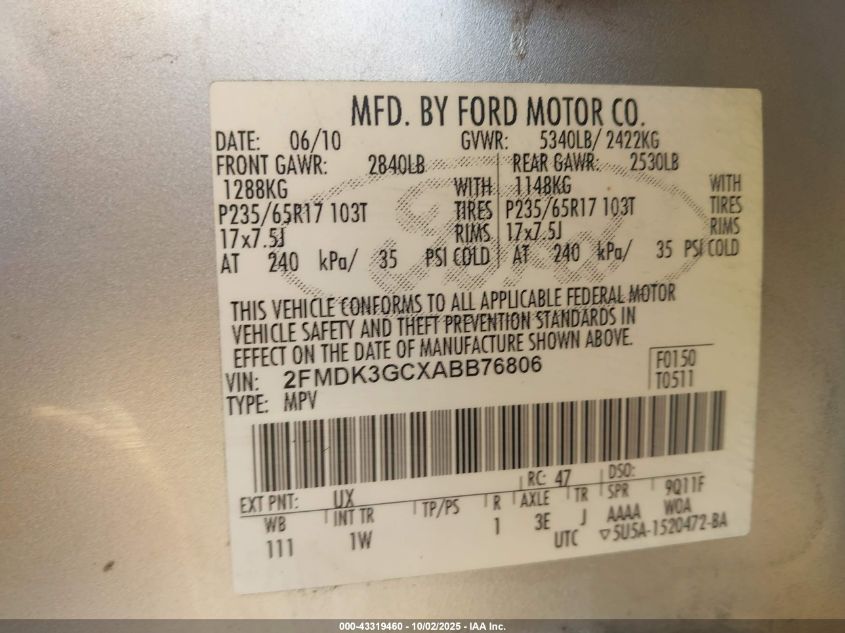 MFD. BY FORD MOTOR CO.
DATE: 06/10 GVWR: 5340LB/ 2422KG
FRONT GAWR: 2840LB REAR GAWR: 2530LB
1288KG WITH 1148KG WITH
P235/65R17 103T TIRES P235/65R17 103T TIRES
17x7.5J RIMS 17x7.5J RIMS
AT 240 kPa/ 35 PSI COLD AT 240 kPa/ 35 PSI COLD
THIS VEHICLE CONFORMS TO ALL APPLICABLE FEDERAL MOTOR
VEHICLE SAFETY AND THEFT PREVENTION STANDARDS IN
EFFECT ON THE DATE OF MANUFACTURE SHOWN ABOVE.
VIN: 2FMDK3GCXABB76806 F0150
TYPE: MPV T0511
EXT PNT: UX RC: 47 DSO:
WB INT TR TP/PS R AXLE TR SPR 9Q11F
111 1W 1 3E J AAAA WOA
UTC ▽5U5A-1520472-BA
000-43319460 - 10/02/2025 - IAA Inc.